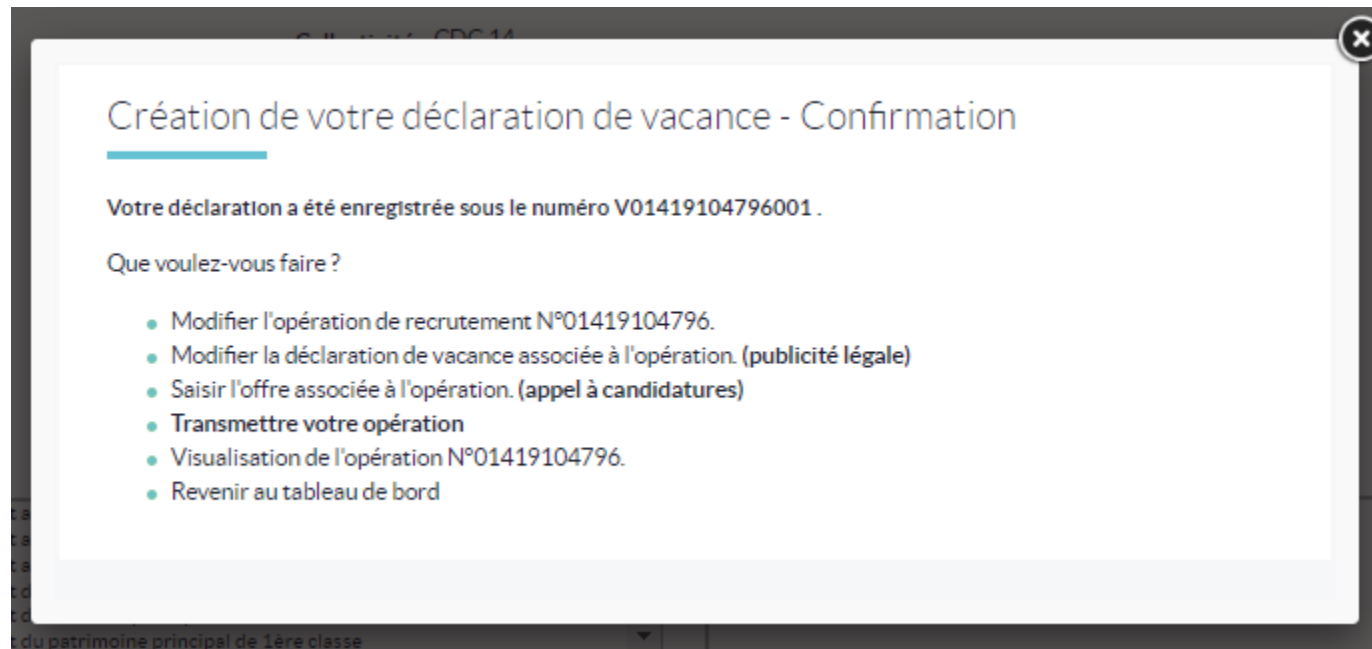 CDG 14
Création de votre déclaration de vacance - Confirmation
Votre déclaration a été enregistrée sous le numéro V01419104796001 .
Que voulez-vous faire ?
Modifier l'opération de recrutement N°01419104796.
Modifier la déclaration de vacance associée à l'opération. (publicité légale)
Saisir l'offre associée à l'opération. (appel à candidatures)
Transmettre votre opération
Visualisation de l'opération N°01419104796.
Revenir au tableau de bord
t du patrimoine principal de 1ère classe